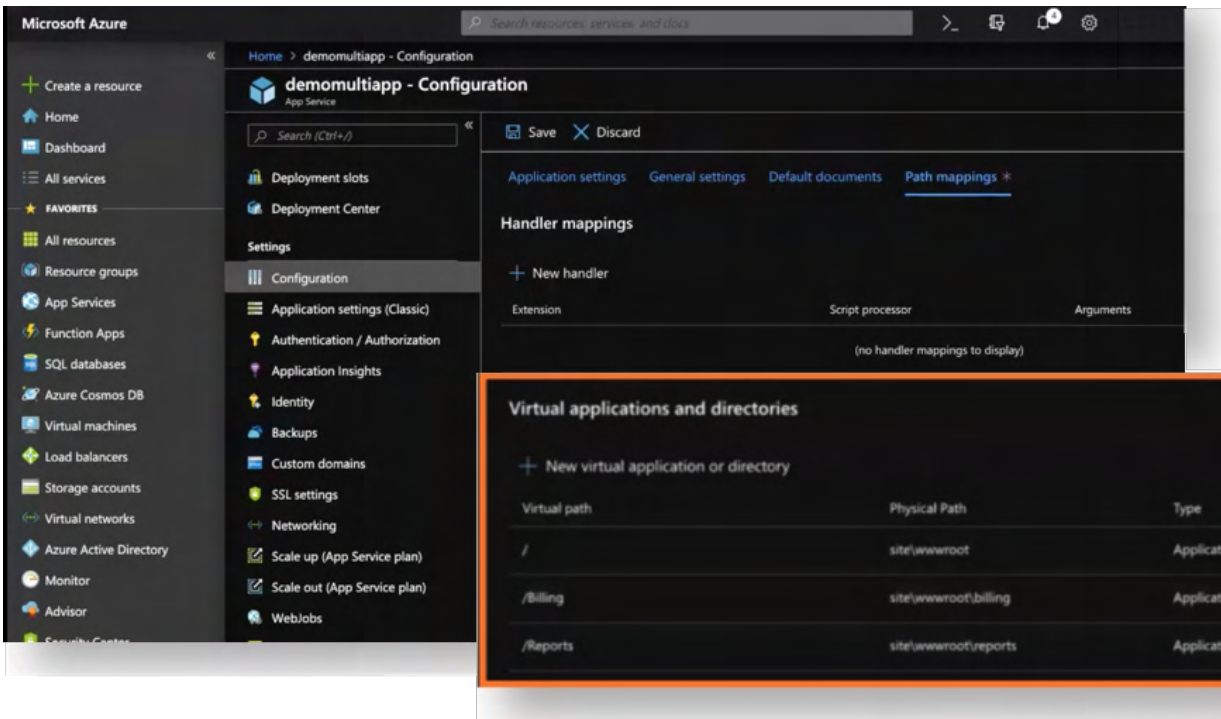 Microsoft Azure
Search resources, services, and docs
4
Home > demomultiapp - Configuration
demomultiapp - Configuration
App Service
Create a resource
Home
Dashboard
All services
FAVORITES
All resources
Resource groups
App Services
Function Apps
SQL databases
Azure Cosmos DB
Virtual machines
Load balancers
Storage accounts
Virtual networks
Azure Active Directory
Monitor
Advisor
Security Center
Search (Ctrl+/)
Deployment slots
Deployment Center
Settings
Configuration
Application settings (Classic)
Authentication / Authorization
Application Insights
Identity
Backups
Custom domains
SSL settings
Networking
Scale up (App Service plan)
Scale out (App Service plan)
WebJobs
Save Discard
Application settings General settings Default documents Path mappings *
Handler mappings
New handler
Extension Script processor Arguments
(no handler mappings to display)
Virtual applications and directories
New virtual application or directory
Virtual path Physical Path Type
/ site\wwwroot Applicat
/Billing site\wwwroot\billing Applicat
/Reports site\wwwroot\reports Applicat